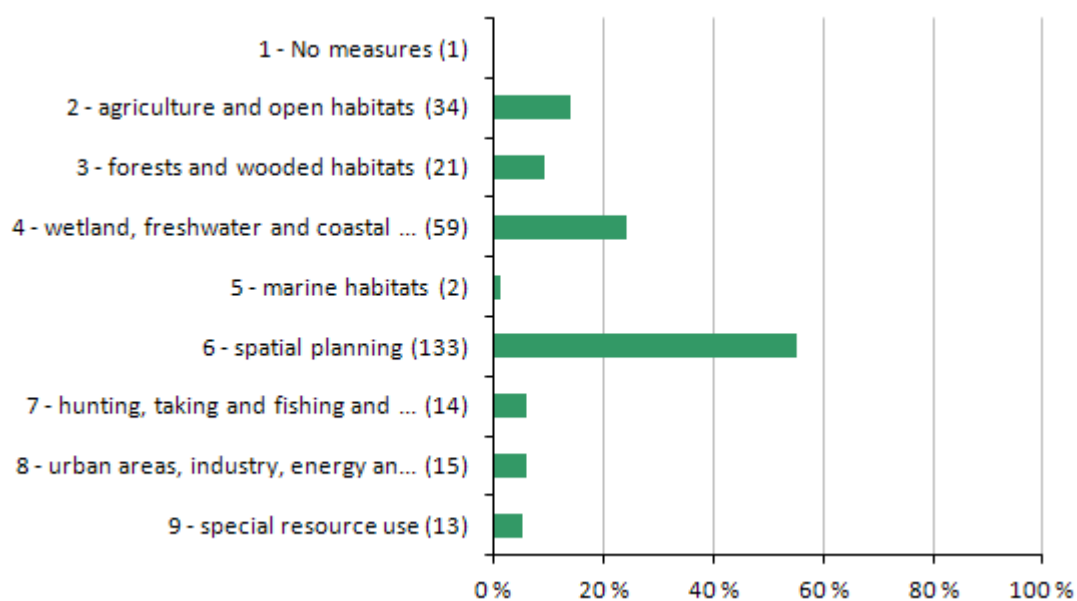 1 - No measures (1)
2 - agriculture and open habitats (34)
3 - forests and wooded habitats (21)
4 - wetland, freshwater and coastal ... (59)
5 - marine habitats (2)
6 - spatial planning (133)
7 - hunting, taking and fishing and ... (14)
8 - urban areas, industry, energy an... (15)
9 - special resource use (13)
0 % 20 % 40 % 60 % 80 % 100 %